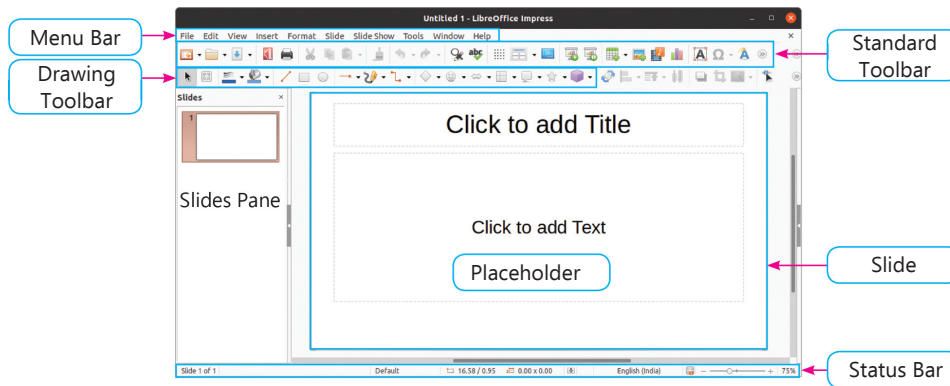 Untitled 1 - LibreOffice Impress
Menu Bar
File Edit View Insert Format Slide Slide Show Tools Window Help
Standard
Toolbar
Drawing
Toolbar
Slides
1
Slides Pane
Click to add Title
Click to add Text
Placeholder
Slide
Slide 1 of 1 Default 16.58 / 0.95 0.00 x 0.00 English (India) 75%
Status Bar